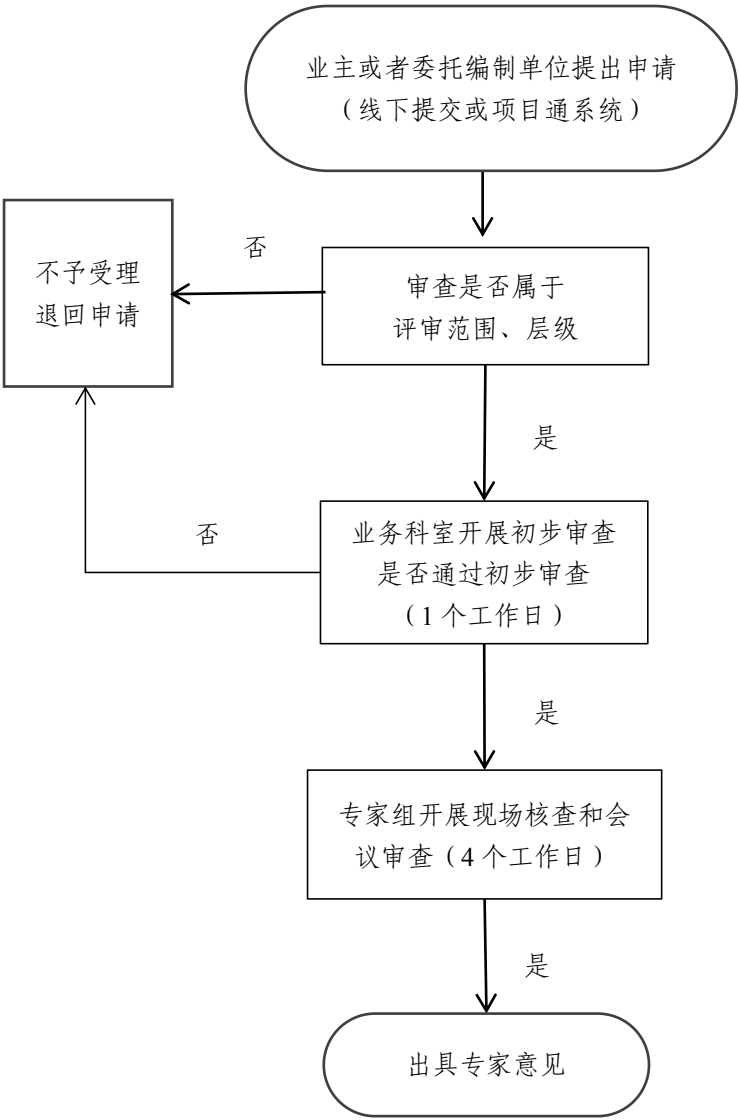 业主或者委托编制单位提出申请
（线下提交或项目通系统）
否
不予受理
退回申请
审查是否属于
评审范围、层级
是
否
业务科室开展初步审查
是否通过初步审查
（1 个工作日）
是
专家组开展现场核查和会
议审查（4 个工作日）
是
出具专家意见